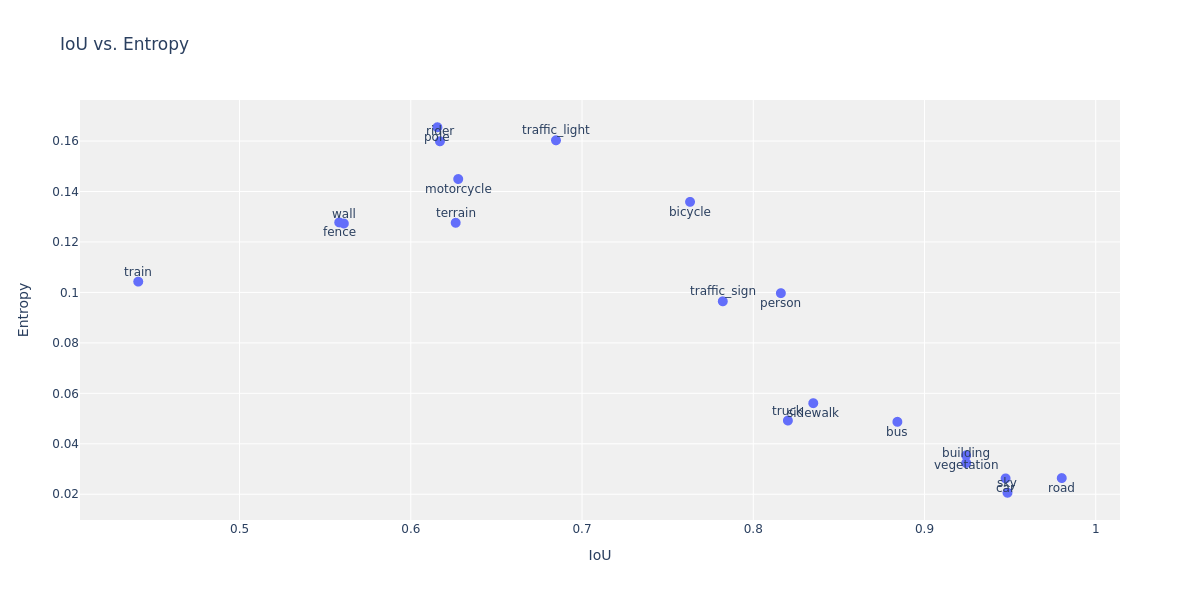 IoU vs. Entropy
0.16
0.14
0.12
0.1
0.08
0.06
0.04
0.02
Entropy
rider
pole
traffic_light
motorcycle
wall
fence
terrain
bicycle
train
traffic_sign
person
truck
sidewalk
bus
building
vegetation
sky
car
road
0.5
0.6
0.7
0.8
0.9
1
IoU